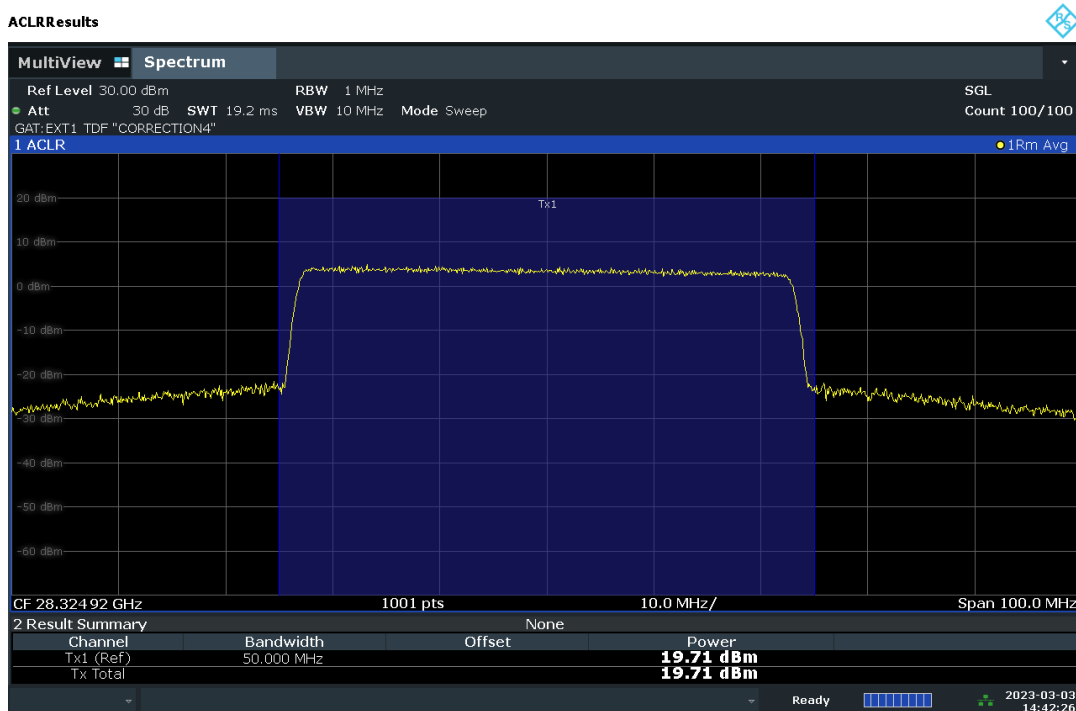 ACLRResults
R&S
MultiView Spectrum
Ref Level 30.00 dBm RBW 1 MHz SGL
Att 30 dB SWT 19.2 ms VBW 10 MHz Mode Sweep Count 100/100
GAT:EXT1 TDF "CORRECTION4"
1 ACLR 1Rm Avg
20 dBm
Tx1
10 dBm
0 dBm
-10 dBm
-20 dBm
-30 dBm
-40 dBm
-50 dBm
-60 dBm
CF 28.32492 GHz 1001 pts 10.0 MHz/ Span 100.0 MHz
2 Result Summary None
Channel Bandwidth Offset Power
Tx1 (Ref) 50.000 MHz 19.71 dBm
Tx Total 19.71 dBm
Ready 2023-03-03
14:42:26